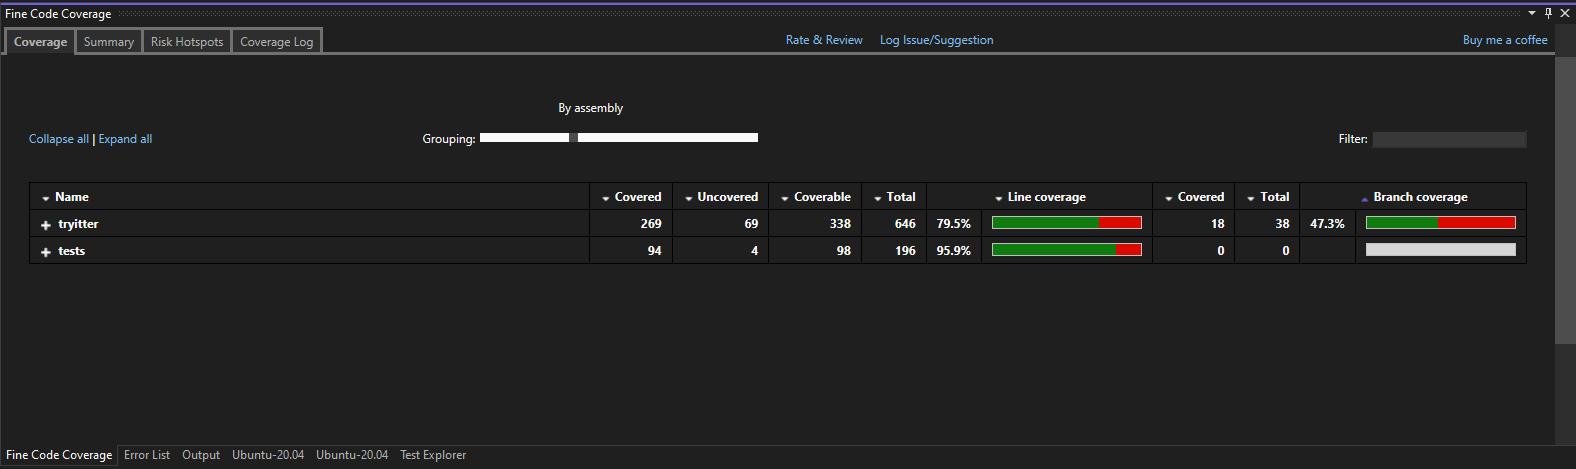 Fine Code Coverage
Coverage Summary Risk Hotspots Coverage Log Rate & Review Log Issue/Suggestion Buy me a coffee
By assembly
Collapse all | Expand all Grouping: Filter:
Name Covered Uncovered Coverable Total Line coverage Covered Total Branch coverage
tryitter 269 69 338 646 79.5% 18 38 47.3%
tests 94 4 98 196 95.9% 0 0
Fine Code Coverage Error List Output Ubuntu-20.04 Ubuntu-20.04 Test Explorer